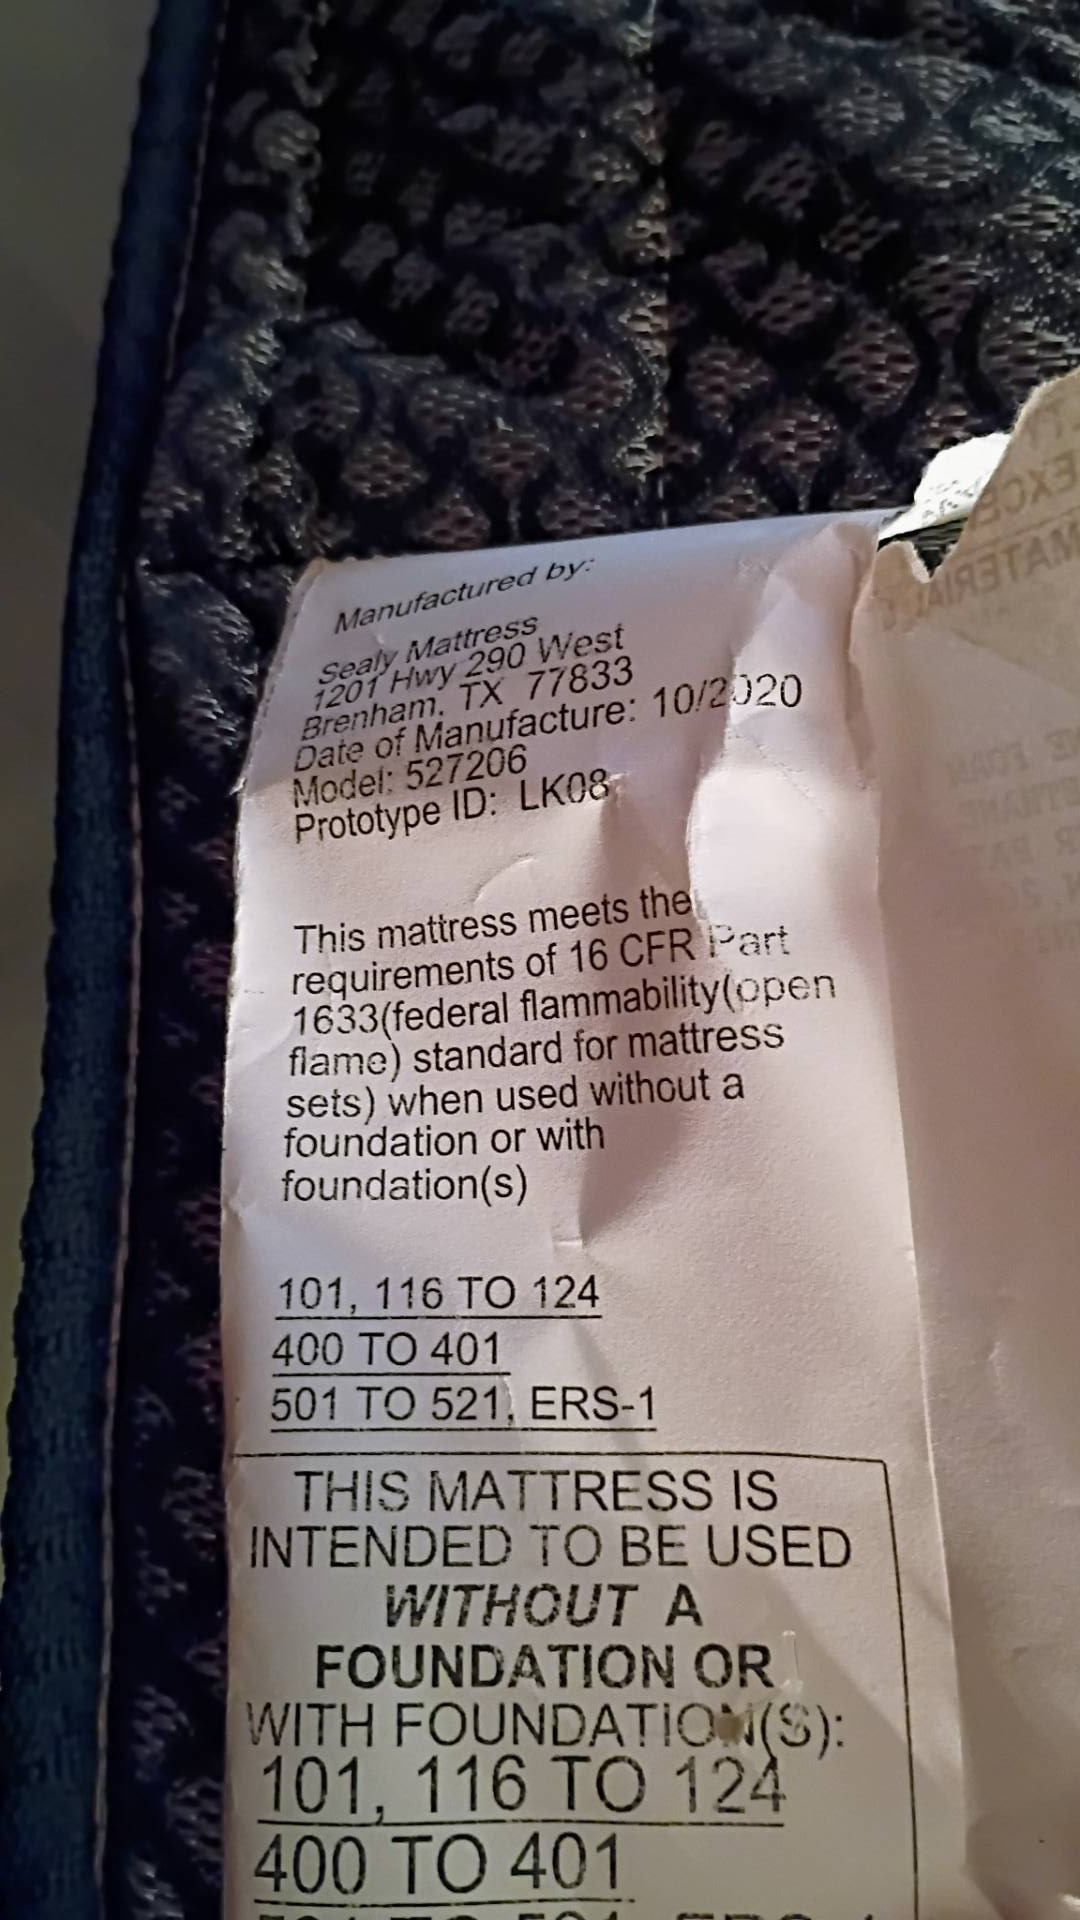 Manufactured by:
Sealy Mattress
1201 Hwy 290 West
Brenham, TX 77833
Date of Manufacture: 10/2020
Model: 527206
Prototype ID: LK08
This mattress meets the
requirements of 16 CFR Part
1633(federal flammability(open
flame) standard for mattress
sets) when used without a
foundation or with
foundation(s)
101, 116 TO 124
400 TO 401
501 TO 521, ERS-1
THIS MATTRESS IS
INTENDED TO BE USED
WITHOUT A
FOUNDATION OR
WITH FOUNDATION(S):
101, 116 TO 124
400 TO 401